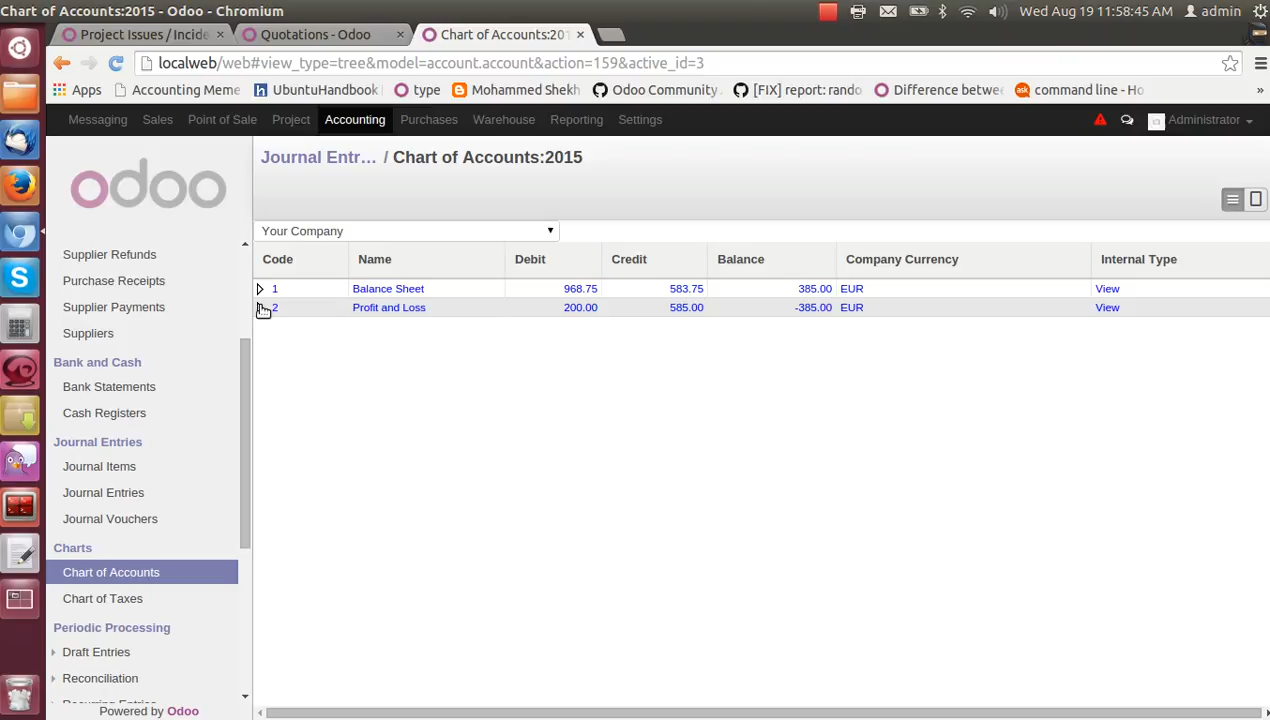 Chart of Accounts:2015 - Odoo - Chromium
Wed Aug 19 11:58:45 AM admin
Project Issues / Incide ×
Quotations - Odoo ×
Chart of Accounts:201 ×
localweb/web#view_type=tree&model=account.account&action=159&active_id=3
Apps Accounting Meme UbuntuHandbook type Mohammed Shekh Odoo Community [FIX] report: rando Difference betwee command line - Ho »
Messaging Sales Point of Sale Project Accounting Purchases Warehouse Reporting Settings Administrator
odoo
Supplier Refunds
Purchase Receipts
Supplier Payments
Suppliers
Bank and Cash
Bank Statements
Cash Registers
Journal Entries
Journal Items
Journal Entries
Journal Vouchers
Charts
Chart of Accounts
Chart of Taxes
Periodic Processing
Draft Entries
Reconciliation
Powered by Odoo
Journal Entr... / Chart of Accounts:2015
Your Company
Code Name Debit Credit Balance Company Currency Internal Type
1 Balance Sheet 968.75 583.75 385.00 EUR View
2 Profit and Loss 200.00 585.00 -385.00 EUR View